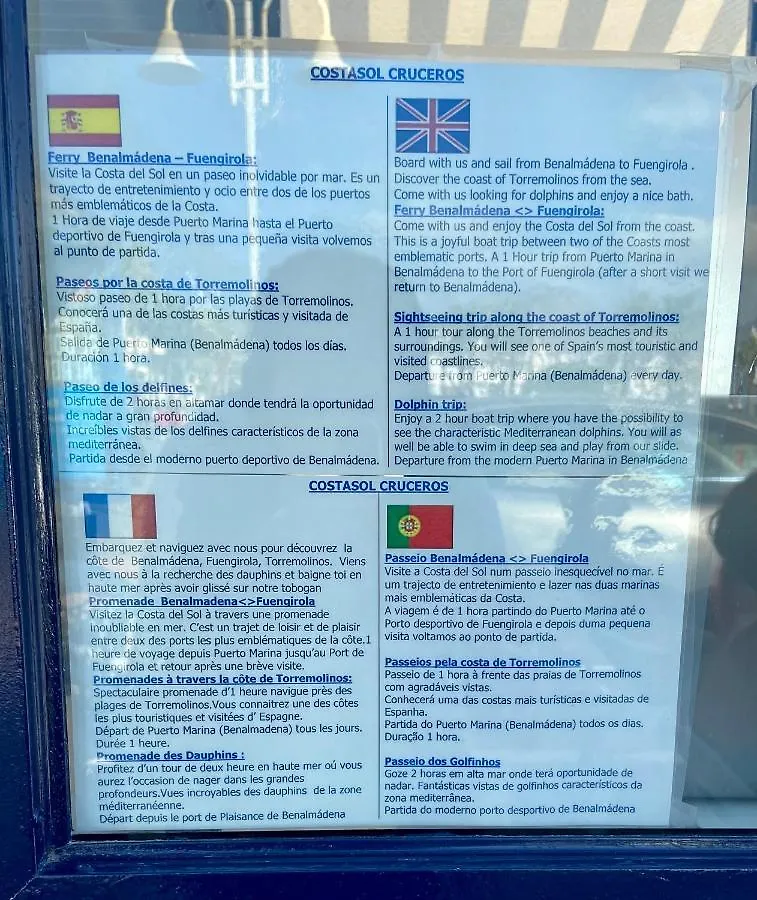 COSTASOL CRUCEROS
Ferry Benalmádena – Fuengirola:
Visite la Costa del Sol en un paseo inolvidable por mar. Es un
trayecto de entretenimiento y ocio entre dos de los puertos
más emblemáticos de la Costa.
1 Hora de viaje desde Puerto Marina hasta el Puerto
deportivo de Fuengirola y tras una pequeña visita volvemos
al punto de partida.
Paseos por la costa de Torremolinos:
Vistoso paseo de 1 hora por las playas de Torremolinos.
Conocerá una de las costas más turísticas y visitada de
España.
Salida de Puerto Marina (Benalmádena) todos los días.
Duración 1 hora.
Paseo de los delfines:
Disfrute de 2 horas en altamar donde tendrá la oportunidad
de nadar a gran profundidad.
Increíbles vistas de los delfines característicos de la zona
mediterránea.
Partida desde el moderno puerto deportivo de Benalmádena.
Board with us and sail from Benalmádena to Fuengirola .
Discover the coast of Torremolinos from the sea.
Come with us looking for dolphins and enjoy a nice bath.
Ferry Benalmádena <> Fuengirola:
Come with us and enjoy the Costa del Sol from the coast.
This is a joyful boat trip between two of the Coasts most
emblematic ports. A 1 Hour trip from Puerto Marina in
Benalmádena to the Port of Fuengirola (after a short visit we
return to Benalmádena).
Sightseeing trip along the coast of Torremolinos:
A 1 hour tour along the Torremolinos beaches and its
surroundings. You will see one of Spain's most touristic and
visited coastlines.
Departure from Puerto Marina (Benalmádena) every day.
Dolphin trip:
Enjoy a 2 hour boat trip where you have the possibility to
see the characteristic Mediterranean dolphins. You will as
well be able to swim in deep sea and play from our slide.
Departure from the modern Puerto Marina in Benalmádena
COSTASOL CRUCEROS
Embarquez et naviguez avec nous pour découvrez la
côte de Benalmádena, Fuengirola, Torremolinos. Viens
avec nous à la recherche des dauphins et baigne toi en
haute mer après avoir glissé sur notre tobogan
Promenade Benalmadena<>Fuengirola
Visitez la Costa del Sol à travers une promenade
inoubliable en mer. C'est un trajet de loisir et de plaisir
entre deux des ports les plus emblématiques de la côte.1
heure de voyage depuis Puerto Marina jusqu'au Port de
Fuengirola et retour après une brève visite.
Promenades à travers la côte de Torremolinos:
Spectaculaire promenade d'1 heure navigue près des
plages de Torremolinos.Vous connaitrez une des côtes
les plus touristiques et visitées d' Espagne.
Départ de Puerto Marina (Benalmadena) tous les jours.
Durée 1 heure.
Promenade des Dauphins :
Profitez d'un tour de deux heure en haute mer oú vous
aurez l'occasion de nager dans les grandes
profondeurs.Vues incroyables des dauphins de la zone
méditerranéenne.
Départ depuis le port de Plaisance de Benalmádena
Passeio Benalmádena <> Fuengirola
Visite a Costa del Sol num passeio inesquecível no mar. É
um trajecto de entretenimiento e lazer nas duas marinas
mais emblemáticas da Costa.
A viagem é de 1 hora partindo do Puerto Marina até o
Porto desportivo de Fuengirola e depois duma pequena
visita voltamos ao ponto de partida.
Passeios pela costa de Torremolinos
Passeio de 1 hora à frente das praias de Torremolinos
com agradáveis vistas.
Conhecerá uma das costas mais turísticas e visitadas de
Espanha.
Partida do Puerto Marina (Benalmádena) todos os dias.
Duração 1 hora.
Passeio dos Golfinhos
Goze 2 horas em alta mar onde terá oportunidade de
nadar. Fantásticas vistas de golfinhos característicos da
zona mediterrânea.
Partida do moderno porto desportivo de Benalmádena